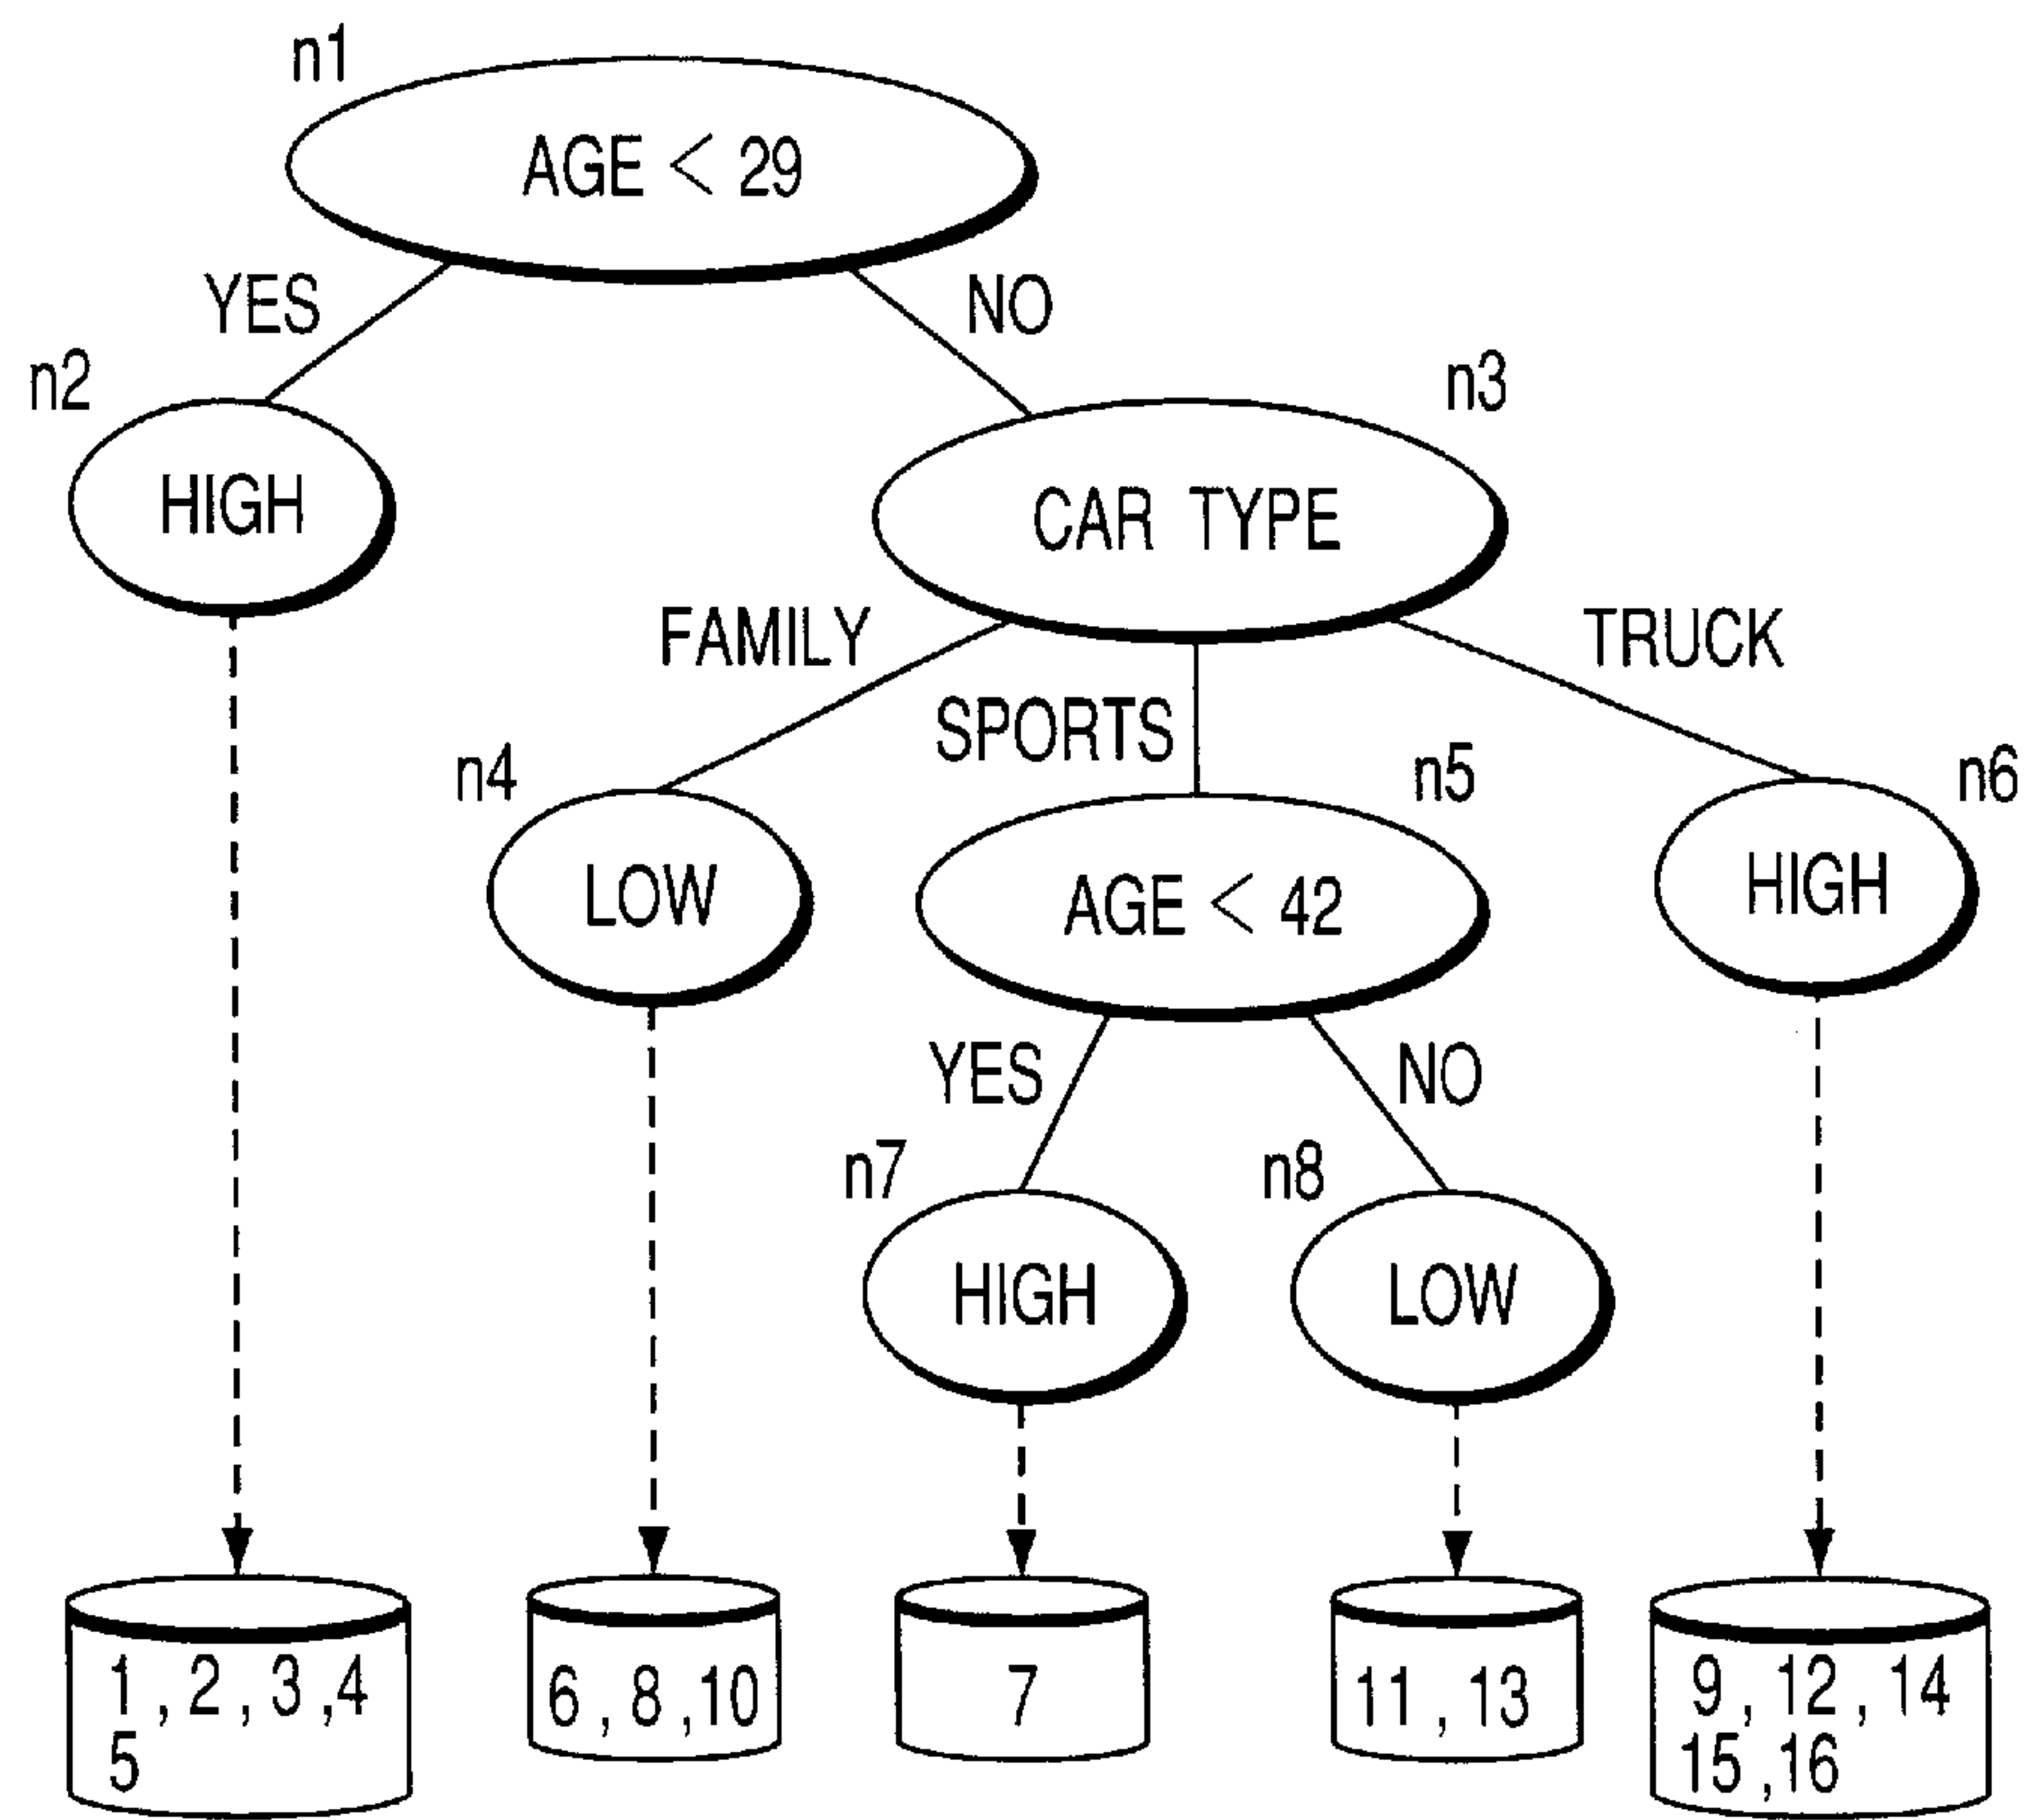 n1
AGE < 29
YES
NO
n2
n3
HIGH
CAR TYPE
FAMILY
TRUCK
SPORTS
n4
n5
n6
LOW
AGE < 42
HIGH
YES
NO
n7
n8
HIGH
LOW
1 , 2 , 3 ,4
5
6 , 8 ,10
7
11 , 13
9 , 12 , 14
15 ,16